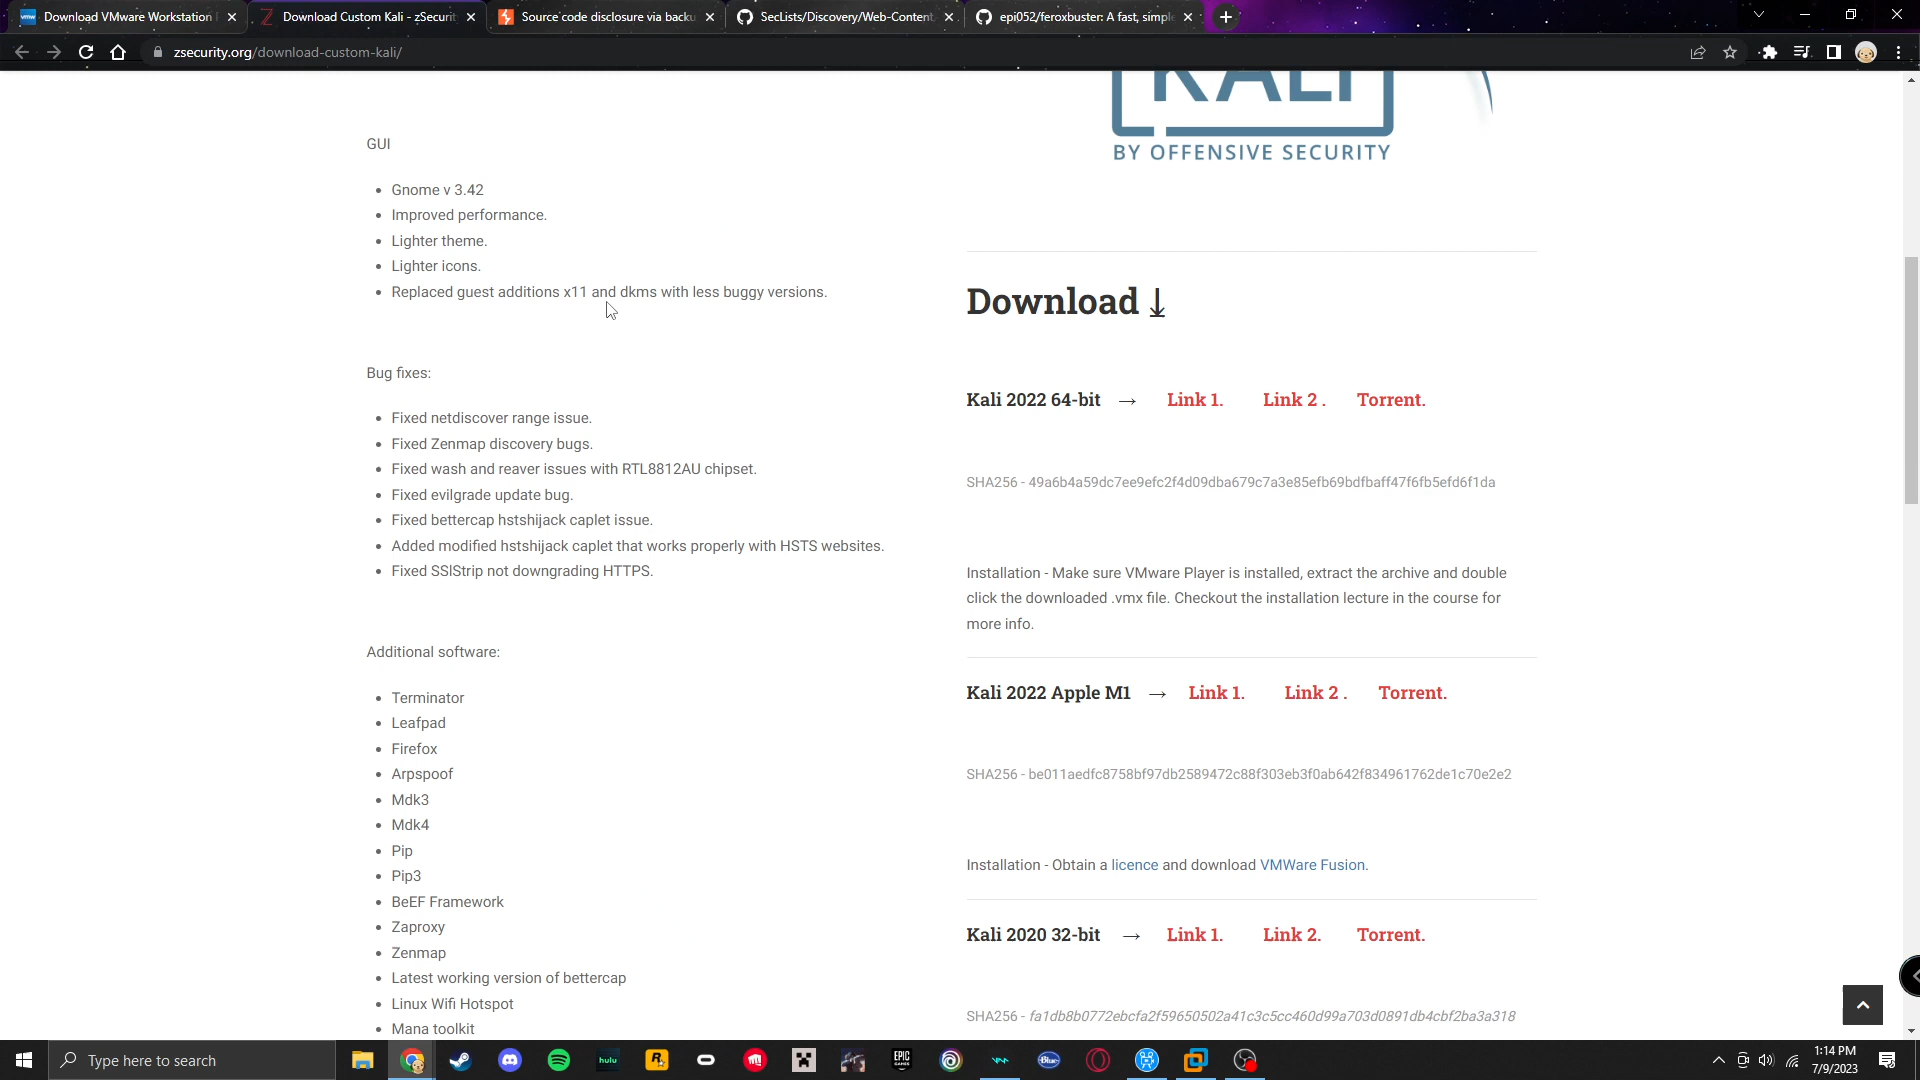 Download VMware Workstation
Download Custom Kali - zSecurit
Source code disclosure via backu
SecLists/Discovery/Web-Content
epi052/feroxbuster: A fast, simple
zsecurity.org/download-custom-kali/
KALI
BY OFFENSIVE SECURITY
GUI
Gnome v 3.42
Improved performance.
Lighter theme.
Lighter icons.
Replaced guest additions x11 and dkms with less buggy versions.
Bug fixes:
Fixed netdiscover range issue.
Fixed Zenmap discovery bugs.
Fixed wash and reaver issues with RTL8812AU chipset.
Fixed evilgrade update bug.
Fixed bettercap hstshijack caplet issue.
Added modified hstshijack caplet that works properly with HSTS websites.
Fixed SSlStrip not downgrading HTTPS.
Additional software:
Terminator
Leafpad
Firefox
Arpspoof
Mdk3
Mdk4
Pip
Pip3
BeEF Framework
Zaproxy
Zenmap
Latest working version of bettercap
Linux Wifi Hotspot
Mana toolkit
Download ↓
Kali 2022 64-bit → Link 1. Link 2 . Torrent.
SHA256 - 49a6b4a59dc7ee9efc2f4d09dba679c7a3e85efb69bdfbaff47f6fb5efd6f1da
Installation - Make sure VMware Player is installed, extract the archive and double
click the downloaded .vmx file. Checkout the installation lecture in the course for
more info.
Kali 2022 Apple M1 → Link 1. Link 2 . Torrent.
SHA256 - be011aedfc8758bf97db2589472c88f303eb3f0ab642f834961762de1c70e2e2
Installation - Obtain a licence and download VMWare Fusion.
Kali 2020 32-bit → Link 1. Link 2. Torrent.
SHA256 - fa1db8b0772ebcfa2f59650502a41c3c5cc460d99a703d0891db4cbf2ba3a318
Type here to search
hulu
EPIC
GAMES
Blue
1:14 PM
7/9/2023